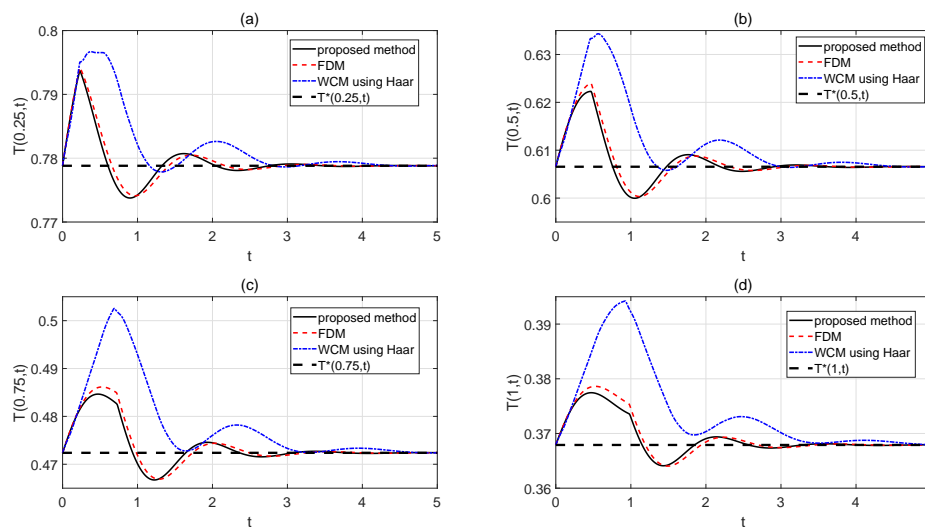 (a)
0.8
0.79
0.78
0.77
T(0.25,t)
proposed method
FDM
WCM using Haar
T*(0.25,t)
0 1 2 3 4 5
t
(b)
0.63
0.62
0.61
0.6
T(0.5,t)
proposed method
FDM
WCM using Haar
T*(0.5,t)
0 1 2 3 4
t
(c)
0.5
0.49
0.48
0.47
T(0.75,t)
proposed method
FDM
WCM using Haar
T*(0.75,t)
0 1 2 3 4 5
t
(d)
0.39
0.38
0.37
0.36
T(1,t)
proposed method
FDM
WCM using Haar
T*(1,t)
0 1 2 3 4
t